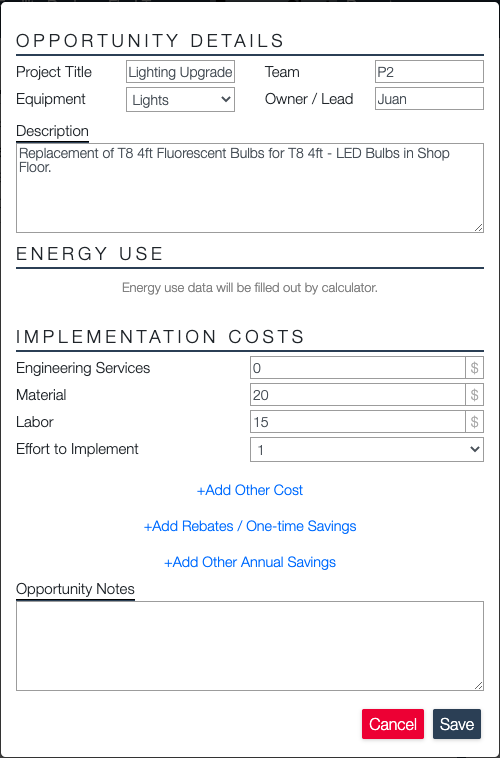 OPPORTUNITY DETAILS
Project Title Lighting Upgrade Team P2
Equipment Lights Owner / Lead Juan
Description
Replacement of T8 4ft Fluorescent Bulbs for T8 4ft - LED Bulbs in Shop
Floor.
ENERGY USE
Energy use data will be filled out by calculator.
IMPLEMENTATION COSTS
Engineering Services 0 $
Material 20 $
Labor 15 $
Effort to Implement 1
+Add Other Cost
+Add Rebates / One-time Savings
+Add Other Annual Savings
Opportunity Notes
Cancel Save